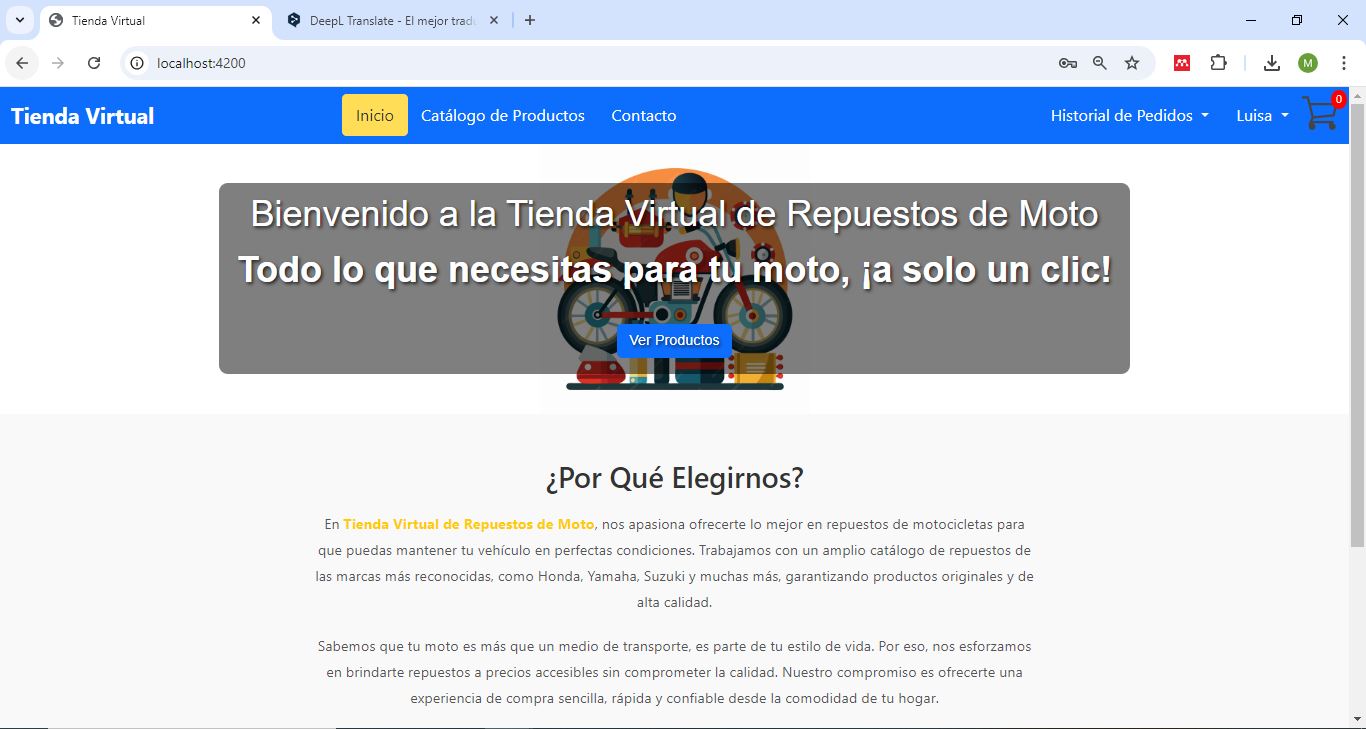 Tienda Virtual
DeepL Translate - El mejor tradu
localhost:4200
M
Tienda Virtual
Inicio
Catálogo de Productos
Contacto
Historial de Pedidos
Luisa
0
Bienvenido a la Tienda Virtual de Repuestos de Moto
Todo lo que necesitas para tu moto, ¡a solo un clic!
Ver Productos
¿Por Qué Elegirnos?
En Tienda Virtual de Repuestos de Moto, nos apasiona ofrecerte lo mejor en repuestos de motocicletas para
que puedas mantener tu vehículo en perfectas condiciones. Trabajamos con un amplio catálogo de repuestos de
las marcas más reconocidas, como Honda, Yamaha, Suzuki y muchas más, garantizando productos originales y de
alta calidad.
Sabemos que tu moto es más que un medio de transporte, es parte de tu estilo de vida. Por eso, nos esforzamos
en brindarte repuestos a precios accesibles sin comprometer la calidad. Nuestro compromiso es ofrecerte una
experiencia de compra sencilla, rápida y confiable desde la comodidad de tu hogar.